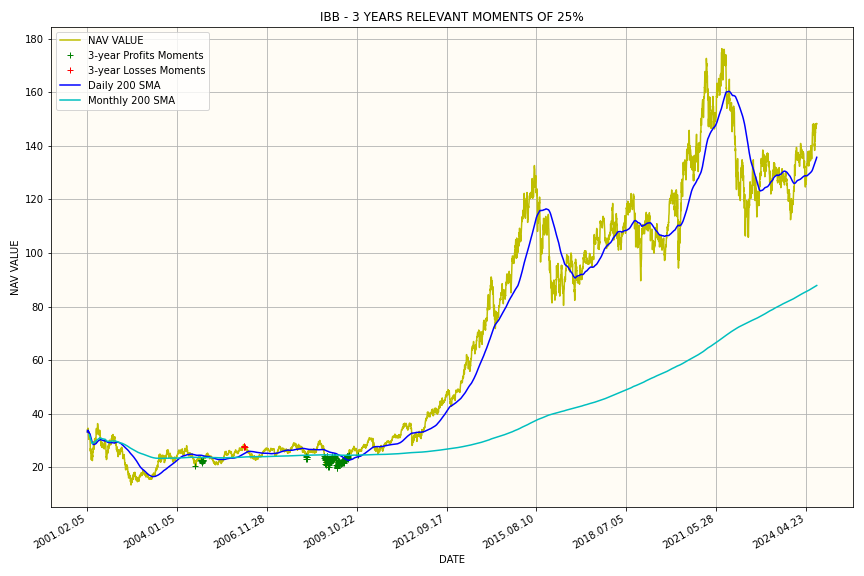 IBB - 3 YEARS RELEVANT MOMENTS OF 25%
NAV VALUE
3-year Profits Moments
3-year Losses Moments
Daily 200 SMA
Monthly 200 SMA
NAV VALUE
180
160
140
120
100
80
60
40
20
2001.02.05
2004.01.05
2006.11.28
2009.10.22
2012.09.17
2015.08.10
2018.07.05
2021.05.28
2024.04.23
DATE